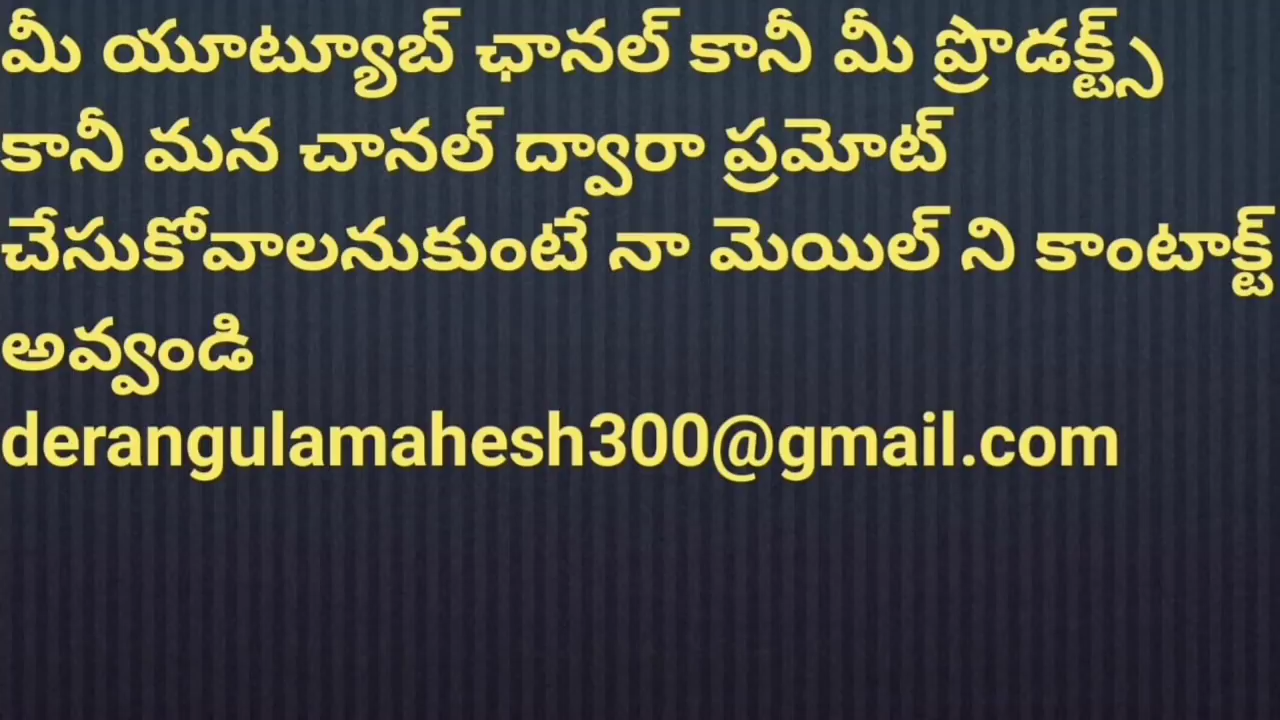 మీ యూట్యూబ్ ఛానల్ కానీ మీ ప్రొడక్ట్స్
కానీ మన చానల్ ద్వారా ప్రమోట్
చేసుకోవాలనుకుంటే నా మెయిల్ ని కాంటాక్ట్
అవ్వండి
derangulamahesh300@gmail.com